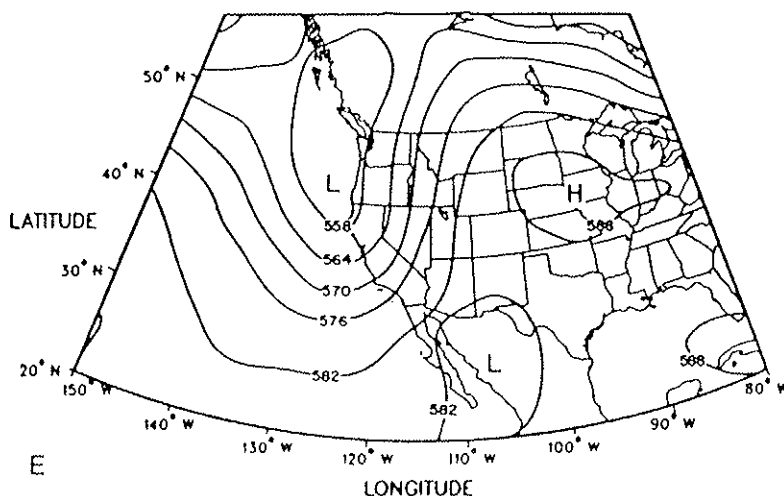 50° N
40° N
LATITUDE
30° N
20° N
150° W
140° W
130° W
120° W
110° W
100° W
90° W
80° W
LONGITUDE
L
558
564
570
576
582
H
588
L
582
588
E